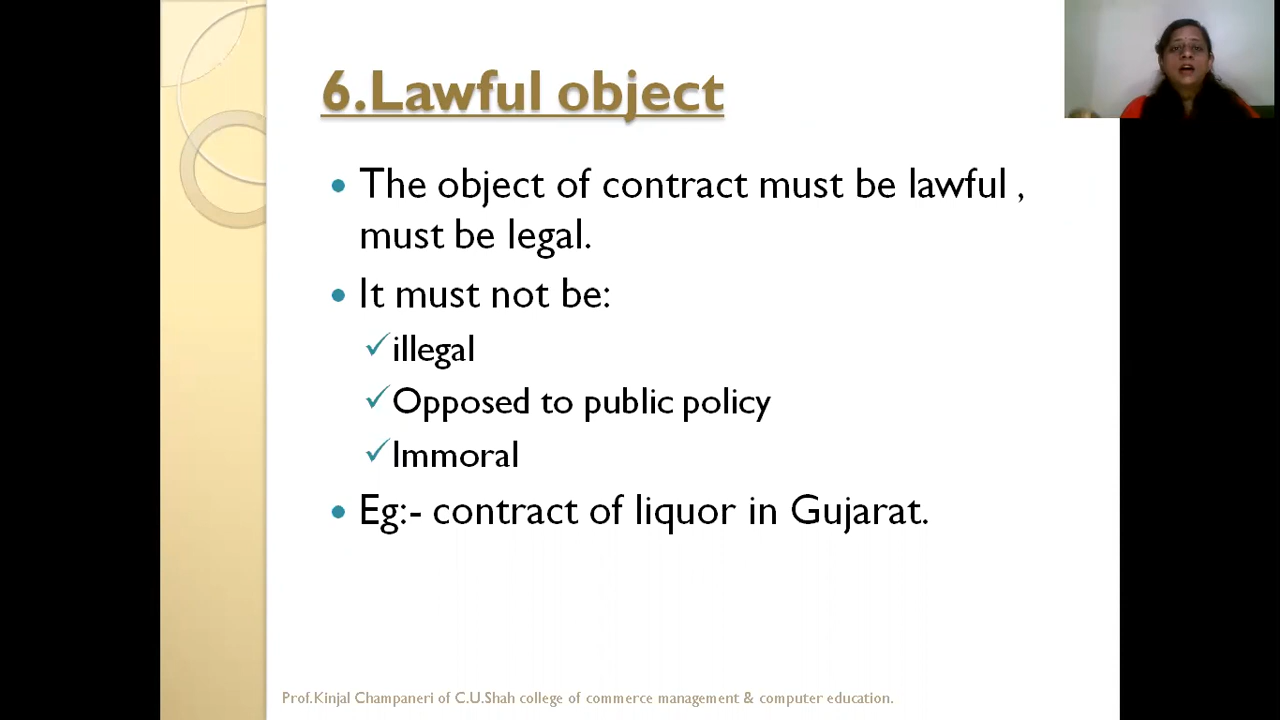 6.Lawful object
The object of contract must be lawful ,
must be legal.
It must not be:
illegal
Opposed to public policy
Immoral
Eg:- contract of liquor in Gujarat.
Prof.Kinjal Champaneri of C.U.Shah college of commerce management & computer education.